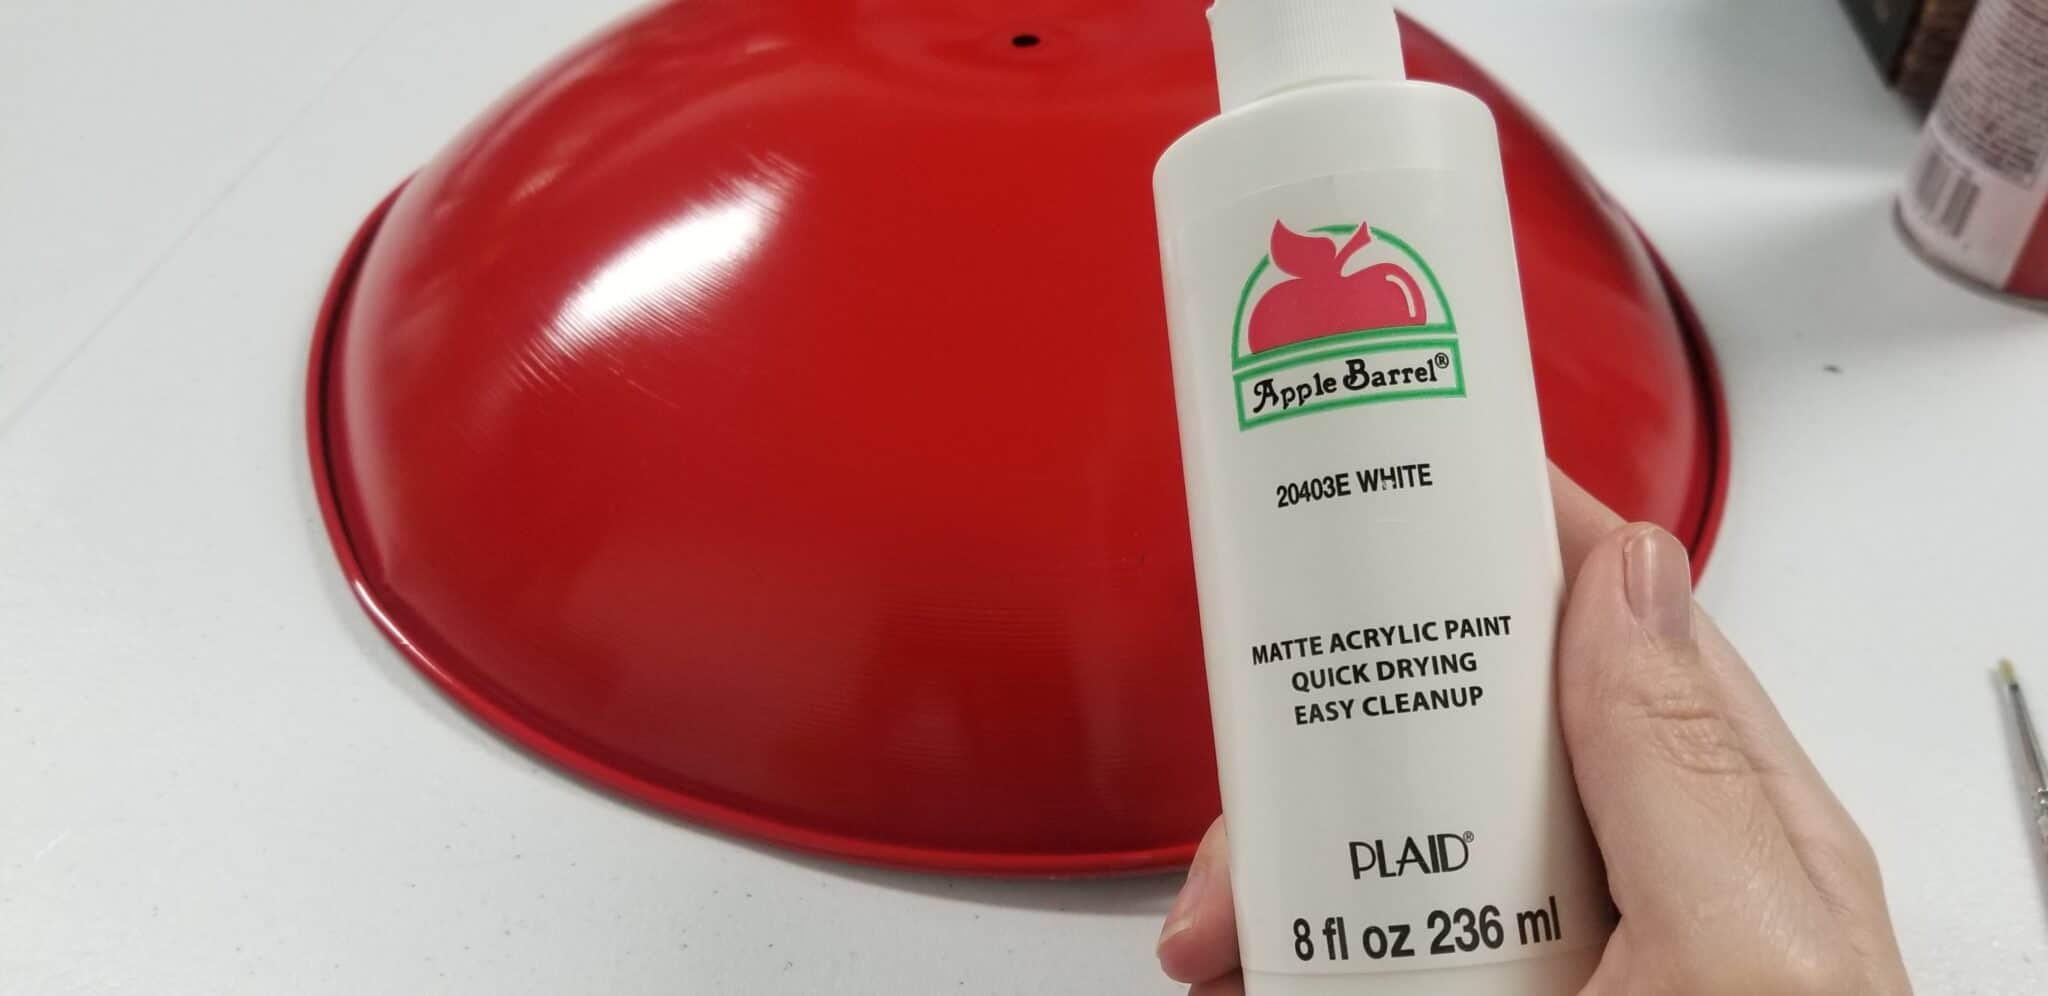 Apple Barrel®
20403E WHITE
MATTE ACRYLIC PAINT
QUICK DRYING
EASY CLEANUP
PLAID®
8 fl oz 236 ml